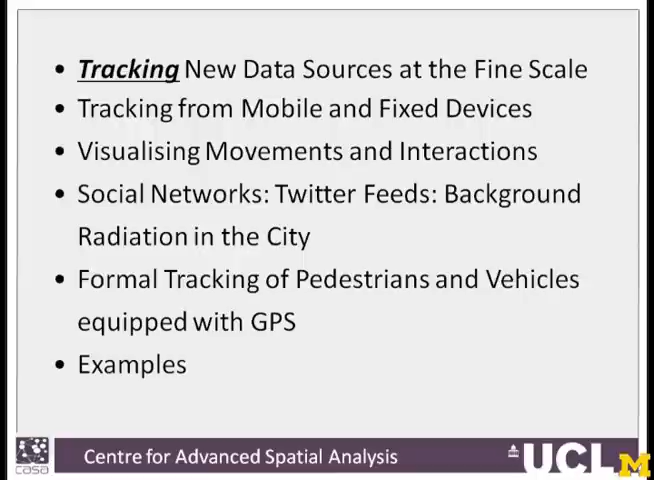 • Tracking New Data Sources at the Fine Scale
• Tracking from Mobile and Fixed Devices
• Visualising Movements and Interactions
• Social Networks: Twitter Feeds: Background
Radiation in the City
• Formal Tracking of Pedestrians and Vehicles
equipped with GPS
• Examples
casa
Centre for Advanced Spatial Analysis
UCL
M